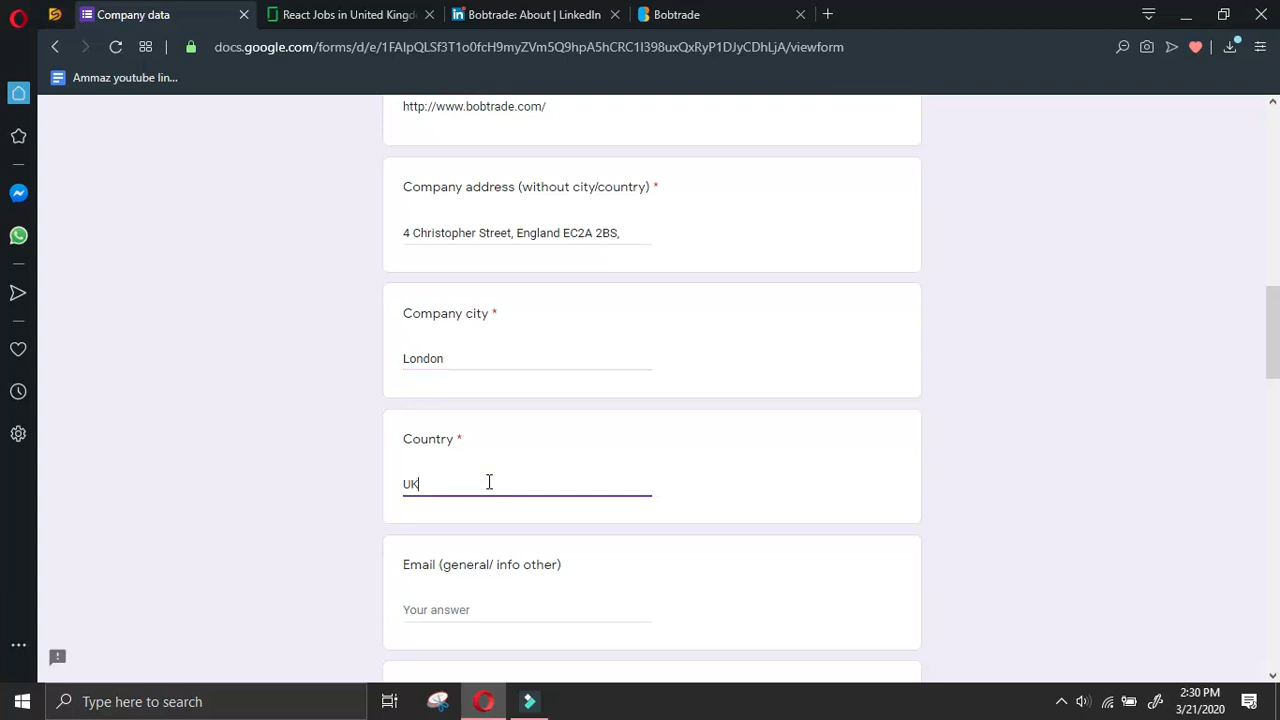 Company data
React Jobs in United Kingd
Bobtrade: About | LinkedIn
Bobtrade
docs.google.com/forms/d/e/1FAIpQLSf3T1o0fcH9myZVm5Q9hpA5hCRC1I398uxQxRyP1DJyCDhLjA/viewform
Ammaz youtube lin...
http://www.bobtrade.com/
Company address (without city/country) *
4 Christopher Street, England EC2A 2BS,
Company city *
London
Country *
UK
Email (general/ info other)
Your answer
Type here to search
2:30 PM
3/21/2020